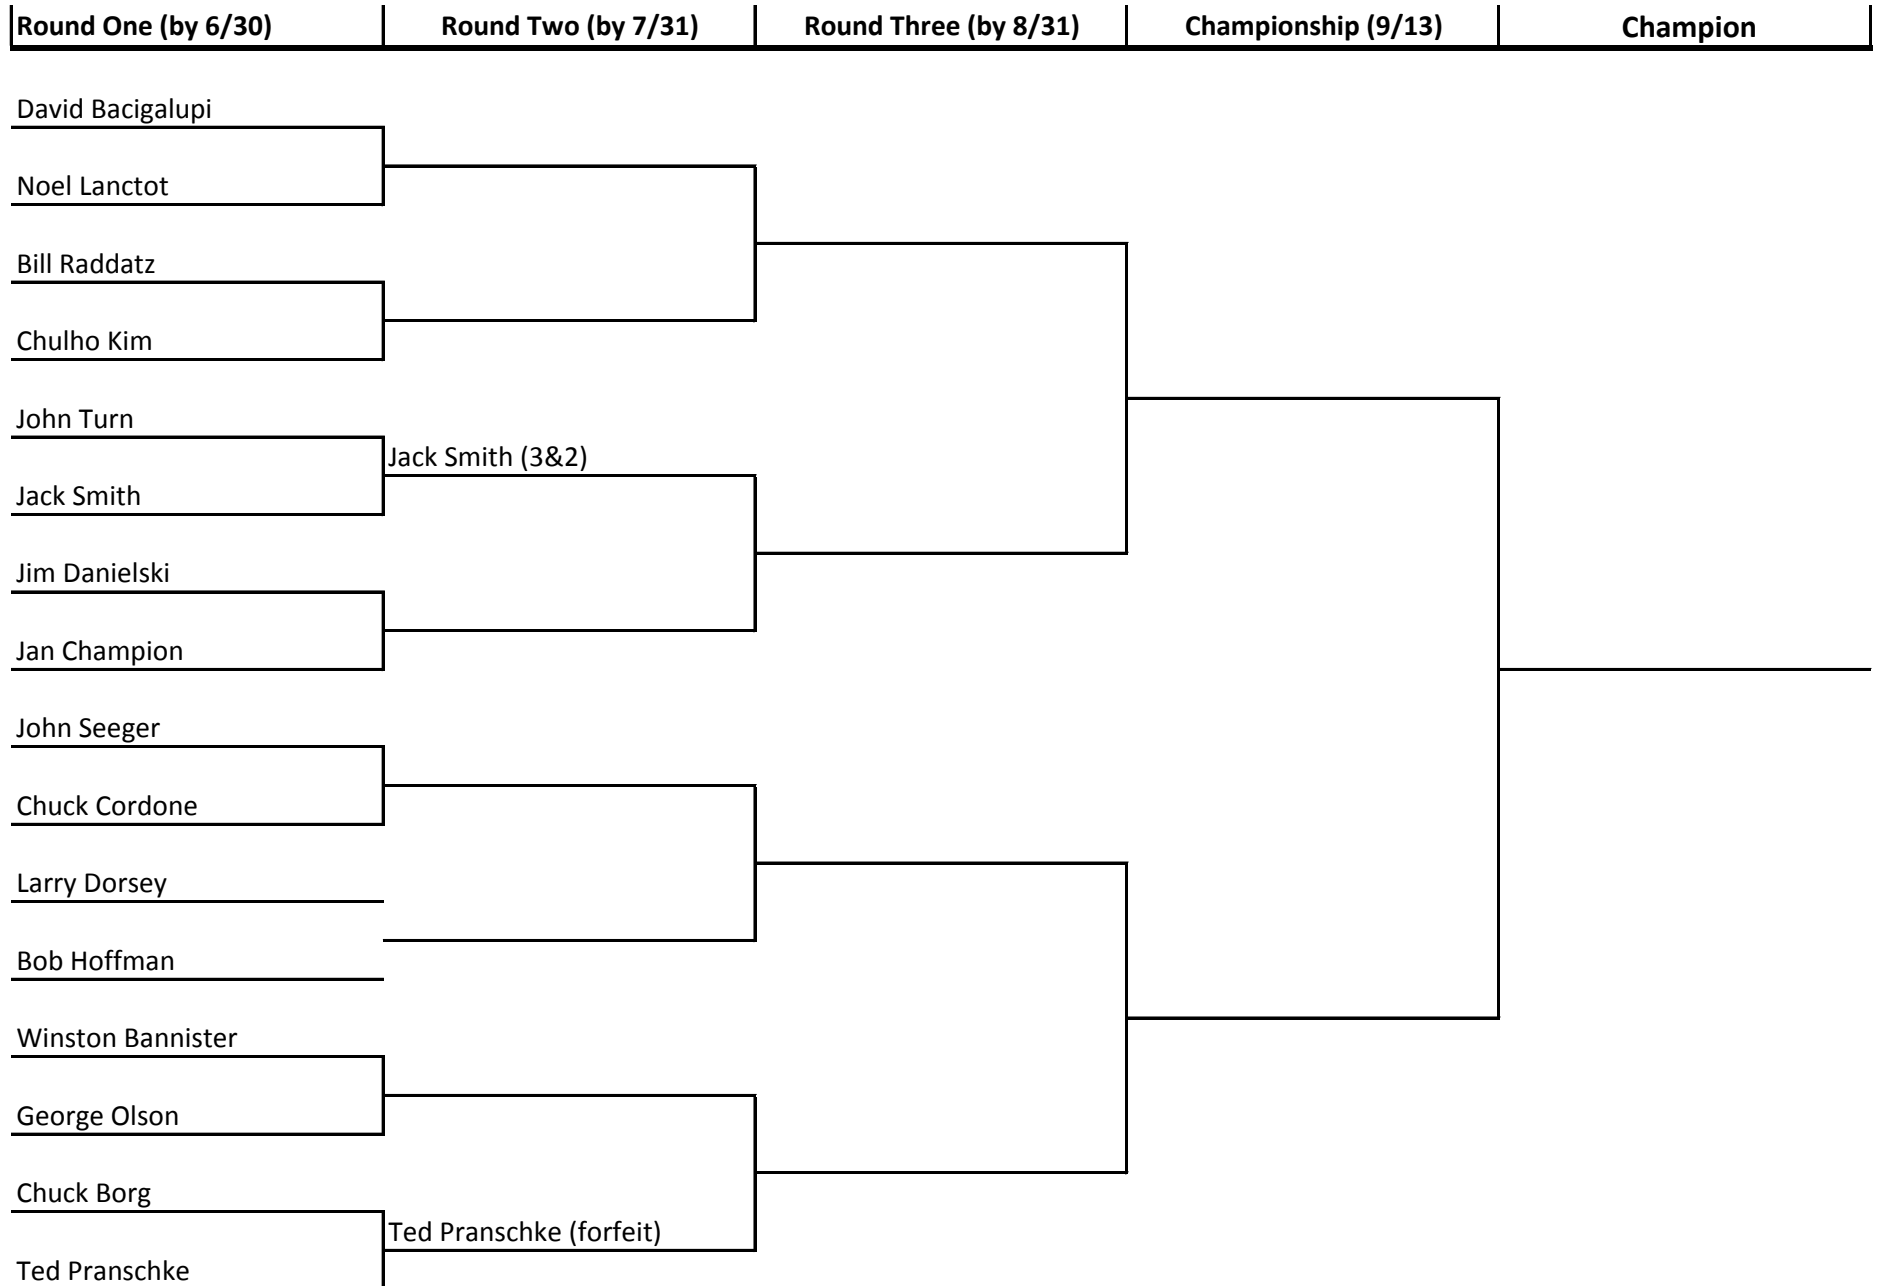 Round One (by 6/30) Round Two (by 7/31) Round Three (by 8/31) Championship (9/13) Champion
David Bacigalupi
Noel Lanctot
Bill Raddatz
Chulho Kim
John Turn
Jack Smith (3&2)
Jack Smith
Jim Danielski
Jan Champion
John Seeger
Chuck Cordone
Larry Dorsey
Bob Hoffman
Winston Bannister
George Olson
Chuck Borg
Ted Pranschke (forfeit)
Ted Pranschke